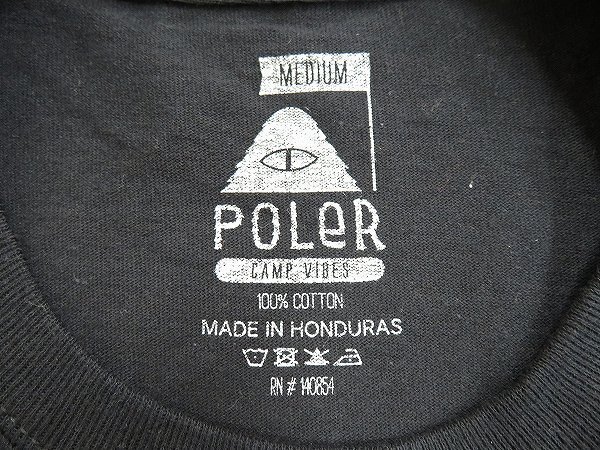 MEDIUM
POLeR
CAMP VIBES
100% COTTON
MADE IN HONDURAS
RN # 140854